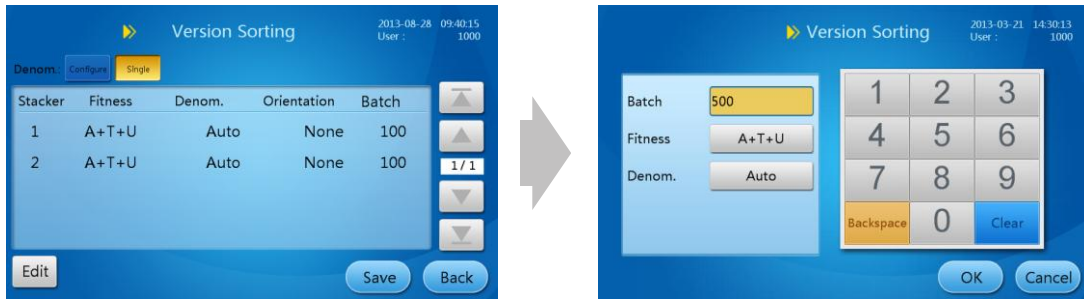 Version Sorting
2013-08-28 09:40:15
User : 1000
Denom.: Configure Single
Stacker Fitness Denom. Orientation Batch
1 A+T+U Auto None 100
2 A+T+U Auto None 100
1 / 1
Edit Save Back
Version Sorting
2013-03-21 14:30:13
User : 1000
Batch 500
Fitness A+T+U
Denom. Auto
1 2 3
4 5 6
7 8 9
Backspace 0 Clear
OK Cancel